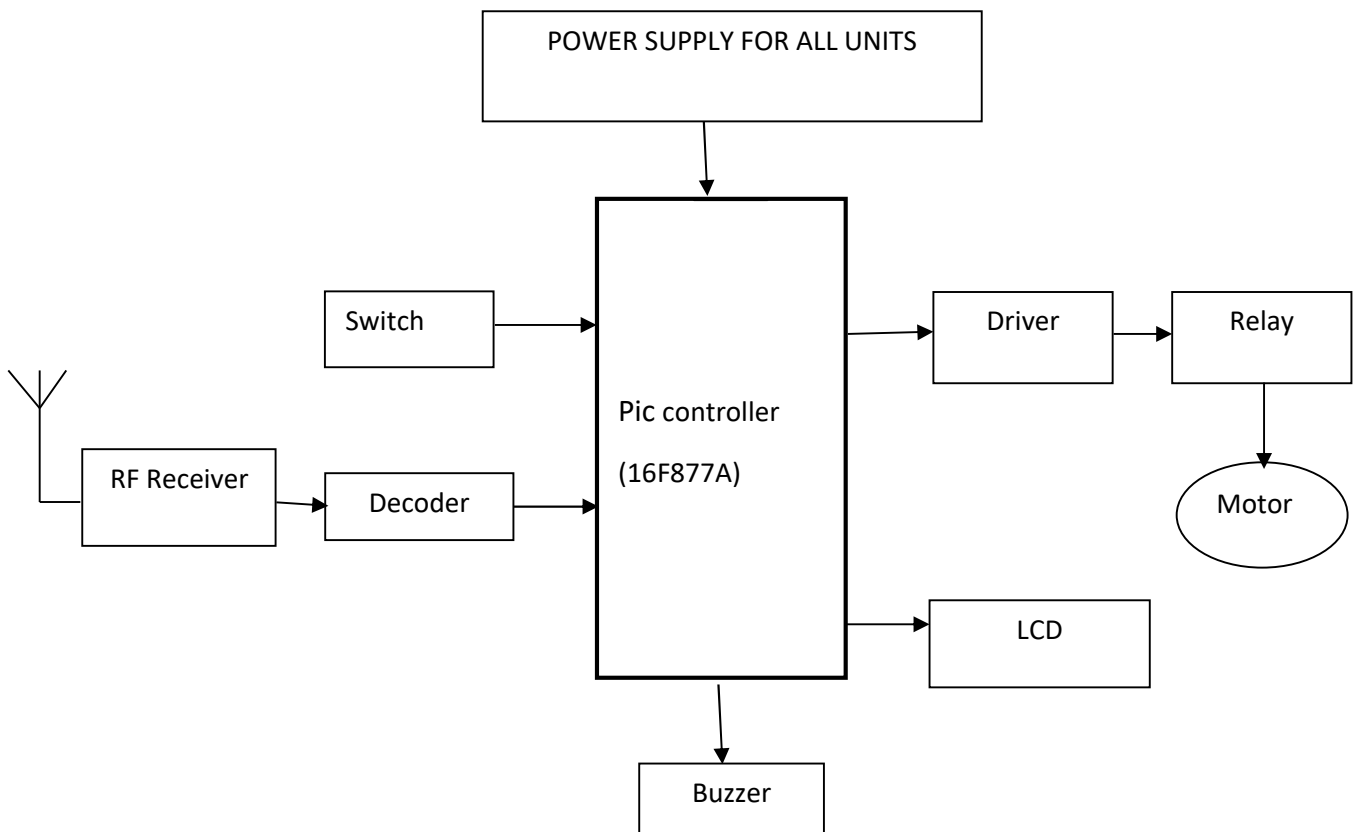 POWER SUPPLY FOR ALL UNITS
Switch
Driver
Relay
Pic controller
(16F877A)
RF Receiver
Decoder
Motor
LCD
Buzzer